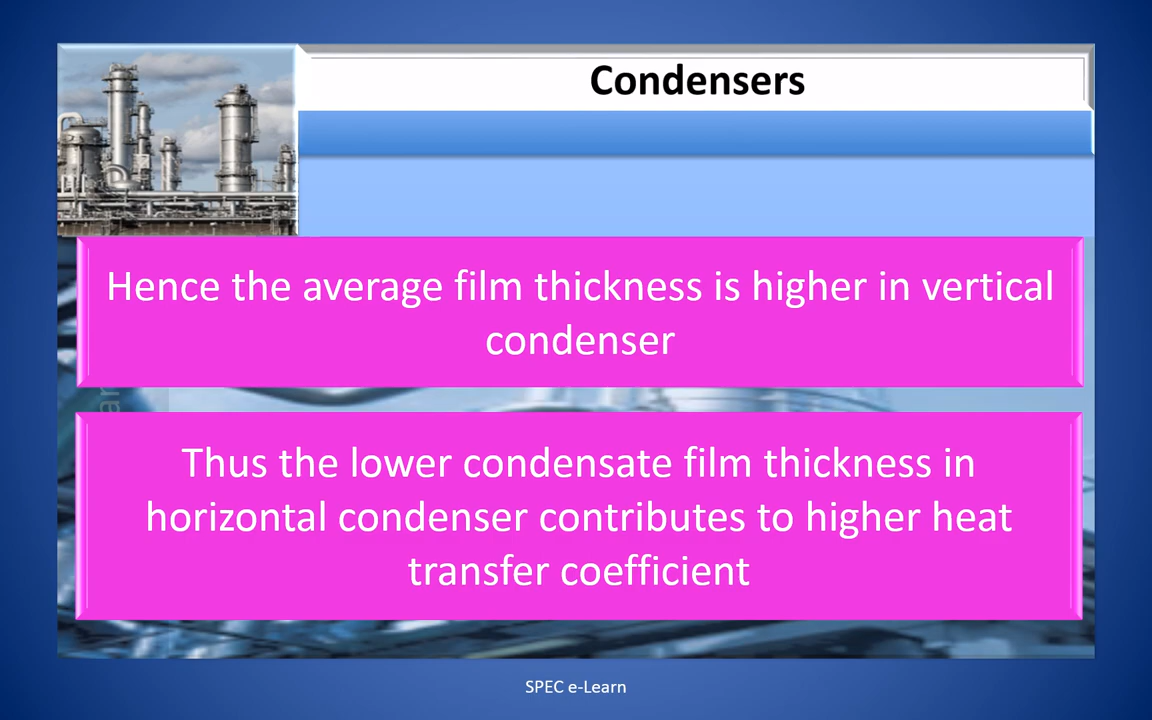 Condensers
Hence the average film thickness is higher in vertical
condenser
Thus the lower condensate film thickness in
horizontal condenser contributes to higher heat
transfer coefficient
SPEC e-Learn